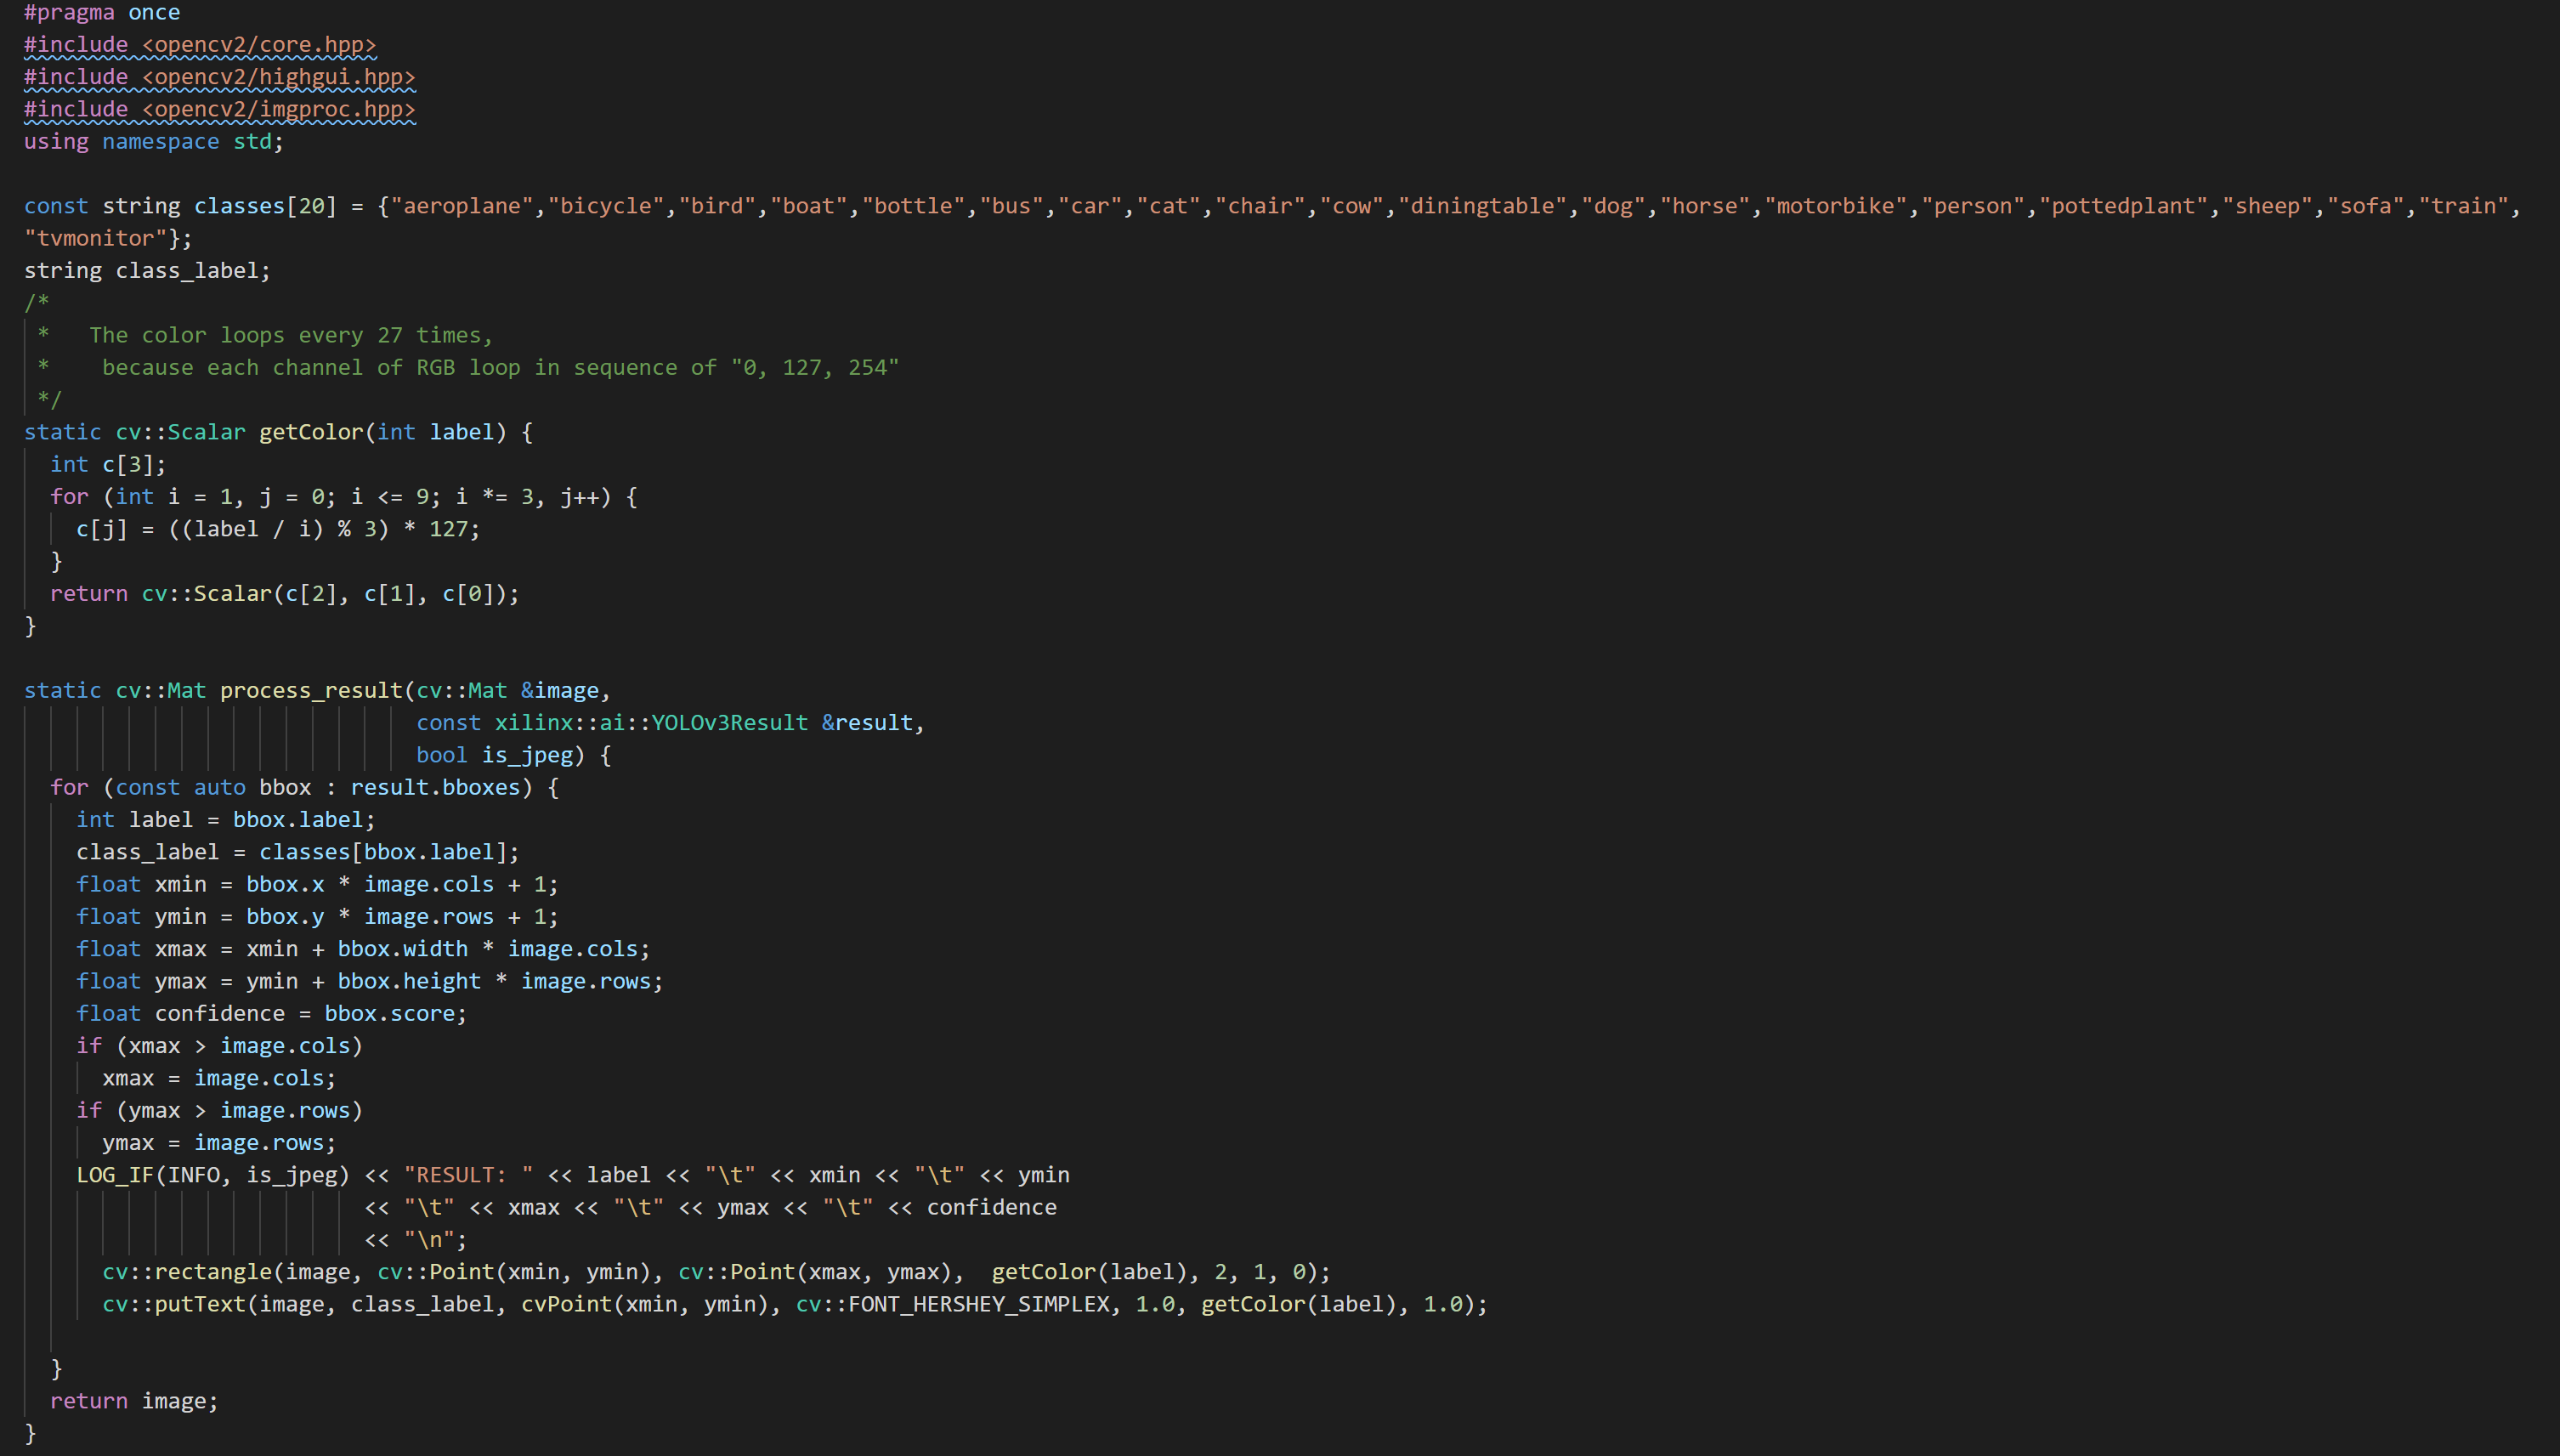 #pragma once
#include <opencv2/core.hpp>
#include <opencv2/highgui.hpp>
#include <opencv2/imgproc.hpp>
using namespace std;

const string classes[20] = {"aeroplane","bicycle","bird","boat","bottle","bus","car","cat","chair","cow","diningtable","dog","horse","motorbike","person","pottedplant","sheep","sofa","train",
"tvmonitor"};
string class_label;
/*
 *   The color loops every 27 times,
 *    because each channel of RGB loop in sequence of "0, 127, 254"
 */
static cv::Scalar getColor(int label) {
  int c[3];
  for (int i = 1, j = 0; i <= 9; i *= 3, j++) {
    c[j] = ((label / i) % 3) * 127;
  }
  return cv::Scalar(c[2], c[1], c[0]);
}

static cv::Mat process_result(cv::Mat &image,
                              const xilinx::ai::YOLOv3Result &result,
                              bool is_jpeg) {
  for (const auto bbox : result.bboxes) {
    int label = bbox.label;
    class_label = classes[bbox.label];
    float xmin = bbox.x * image.cols + 1;
    float ymin = bbox.y * image.rows + 1;
    float xmax = xmin + bbox.width * image.cols;
    float ymax = ymin + bbox.height * image.rows;
    float confidence = bbox.score;
    if (xmax > image.cols)
      xmax = image.cols;
    if (ymax > image.rows)
      ymax = image.rows;
    LOG_IF(INFO, is_jpeg) << "RESULT: " << label << "\t" << xmin << "\t" << ymin
                          << "\t" << xmax << "\t" << ymax << "\t" << confidence
                          << "\n";
      cv::rectangle(image, cv::Point(xmin, ymin), cv::Point(xmax, ymax),  getColor(label), 2, 1, 0);
      cv::putText(image, class_label, cvPoint(xmin, ymin), cv::FONT_HERSHEY_SIMPLEX, 1.0, getColor(label), 1.0);

  }
  return image;
}